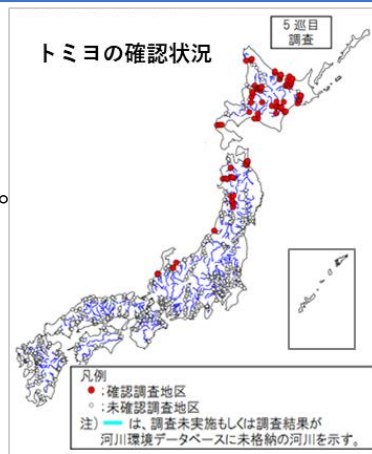 トミヨの確認状況
5巡目
調査
。
凡例
●:確認調査地区
○:未確認調査地区
注) ━ は、調査未実施もしくは調査結果が
河川環境データベースに未格納の河川を示す。